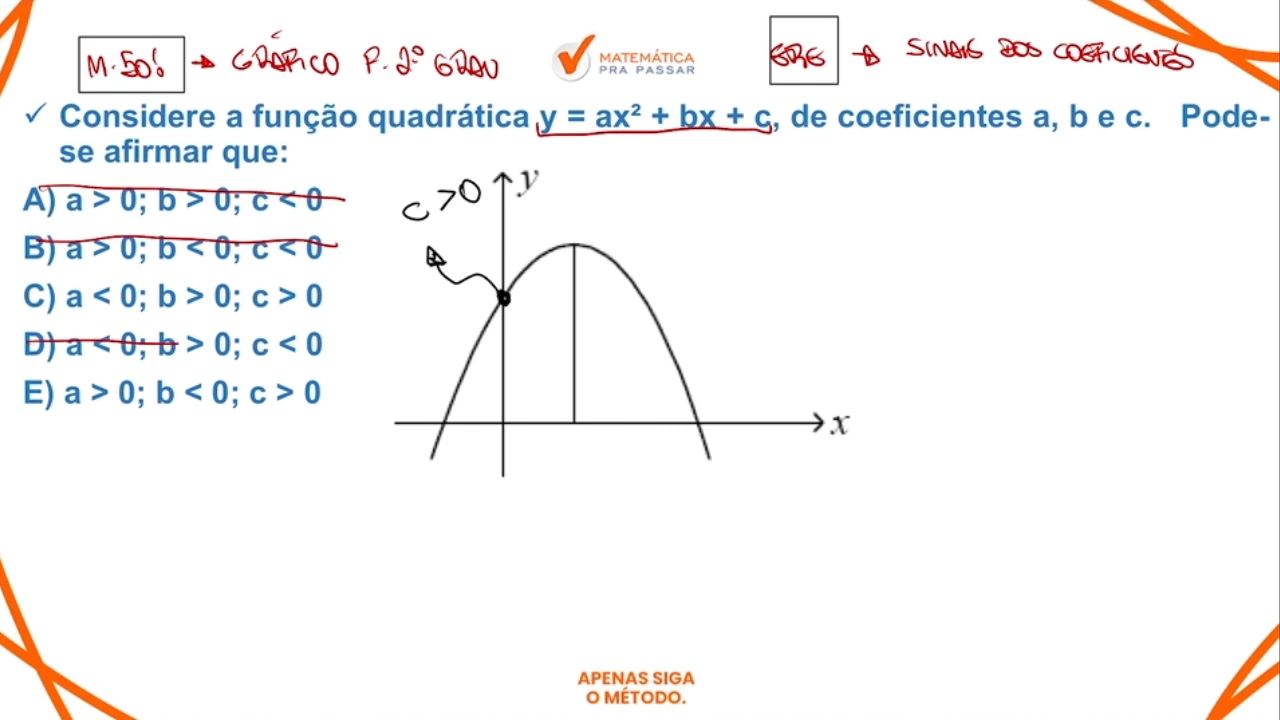 M.50! → GRÁFICO F. 2º GRAU
MATEMÁTICA
PRA PASSAR
→ SINAIS DOS COEFICIENTES
✓ Considere a função quadrática y = ax² + bx + c, de coeficientes a, b e c. Pode-
se afirmar que:
A) a > 0; b > 0; c < 0
B) a > 0; b < 0; c < 0
C) a < 0; b > 0; c > 0
D) a < 0; b > 0; c < 0
E) a > 0; b < 0; c > 0
c > 0
y
x
APENAS SIGA
O MÉTODO.